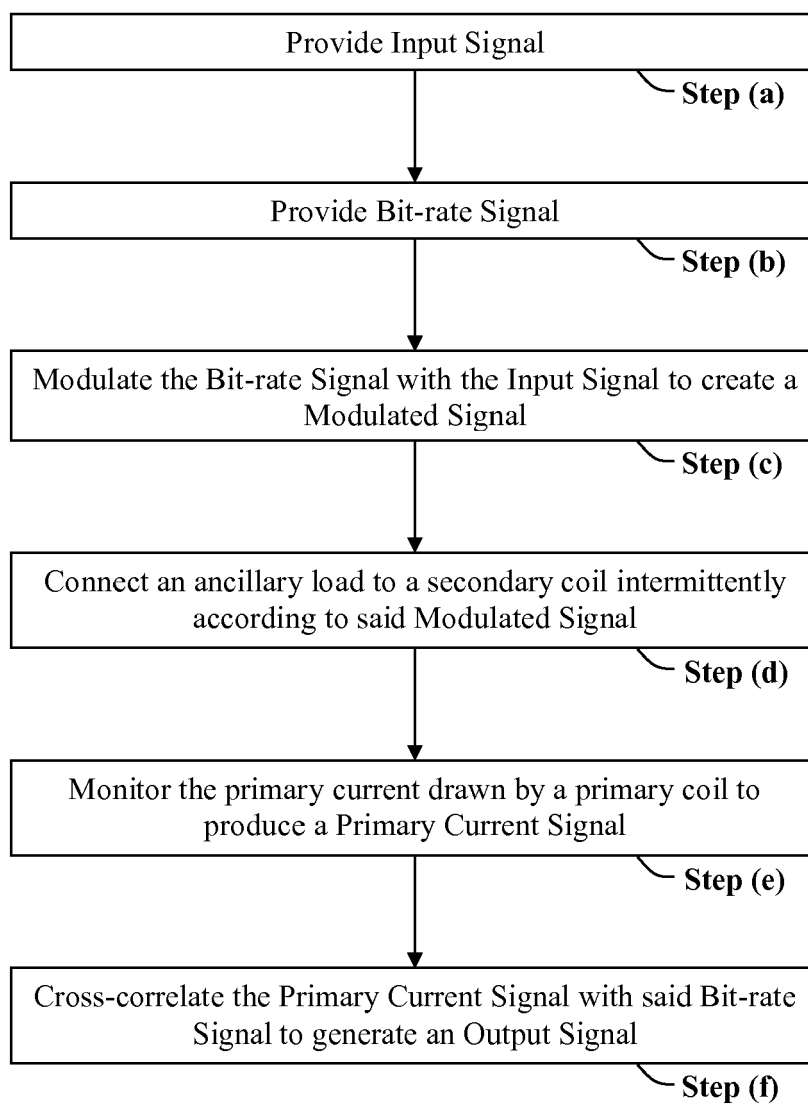 Provide Input Signal
Step (a)
Provide Bit-rate Signal
Step (b)
Modulate the Bit-rate Signal with the Input Signal to create a
Modulated Signal
Step (c)
Connect an ancillary load to a secondary coil intermittently
according to said Modulated Signal
Step (d)
Monitor the primary current drawn by a primary coil to
produce a Primary Current Signal
Step (e)
Cross-correlate the Primary Current Signal with said Bit-rate
Signal to generate an Output Signal
Step (f)